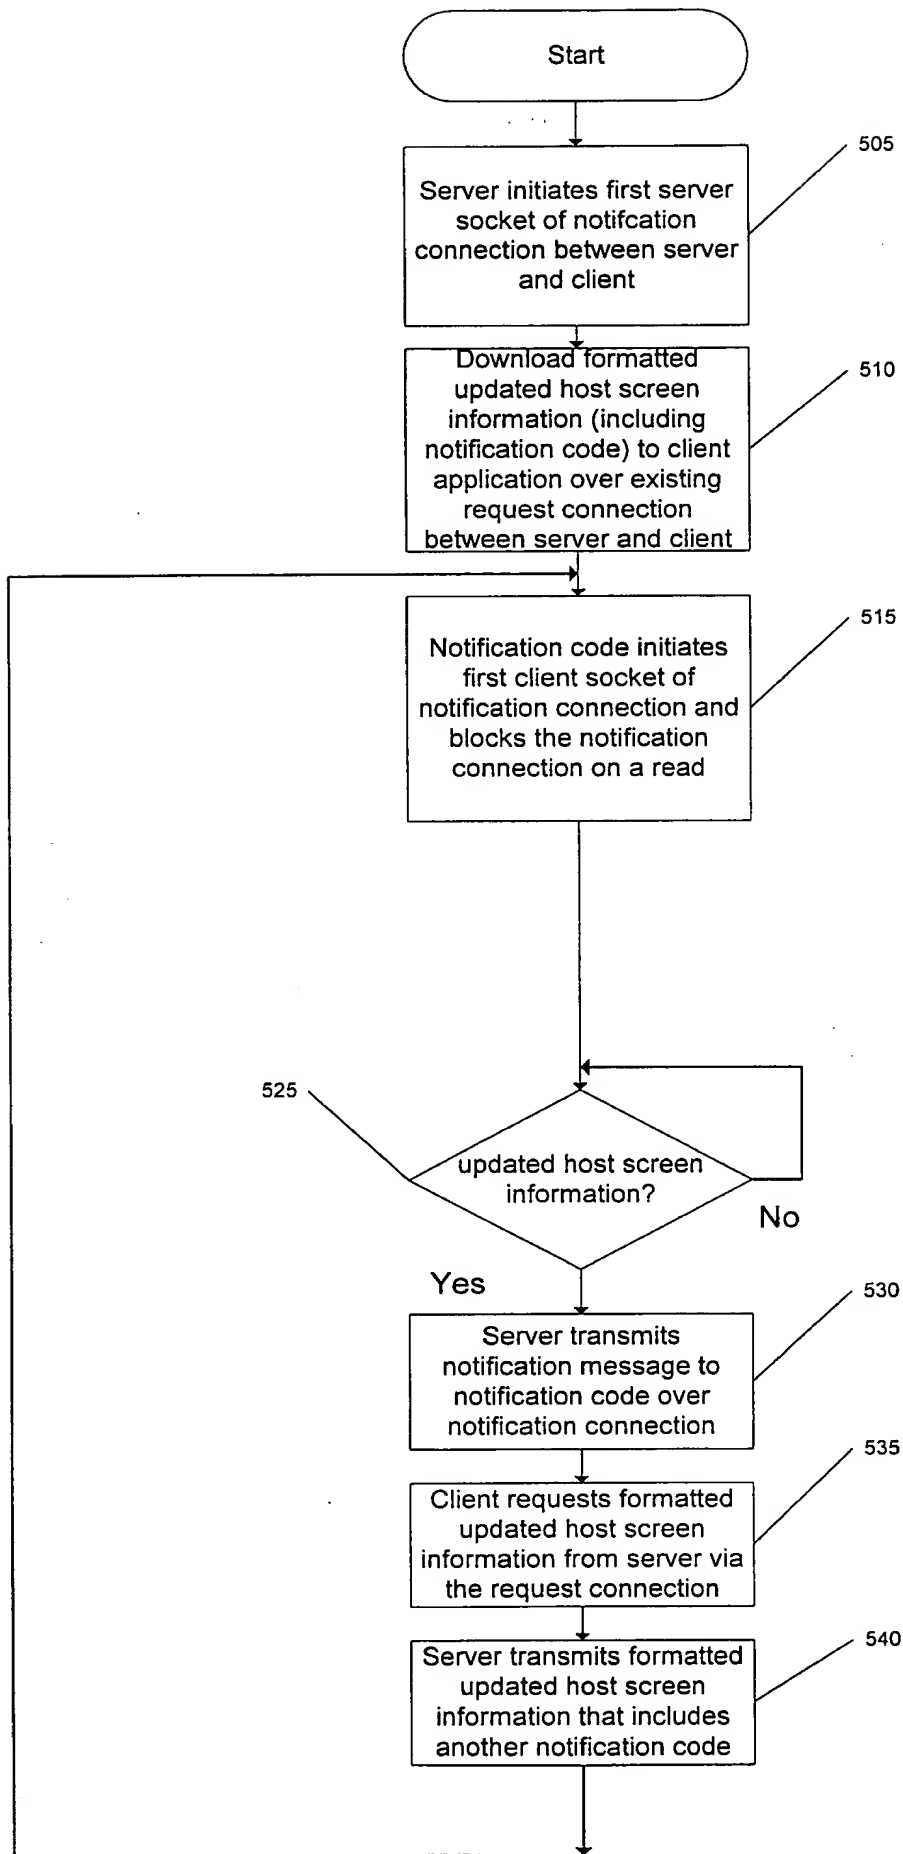 Start
505
Server initiates first server
socket of notifcation
connection between server
and client
510
Download formatted
updated host screen
information (including
notification code) to client
application over existing
request connection
between server and client
515
Notification code initiates
first client socket of
notification connection and
blocks the notification
connection on a read
525
updated host screen
information?
No
Yes
530
Server transmits
notification message to
notification code over
notification connection
535
Client requests formatted
updated host screen
information from server via
the request connection
540
Server transmits formatted
updated host screen
information that includes
another notification code